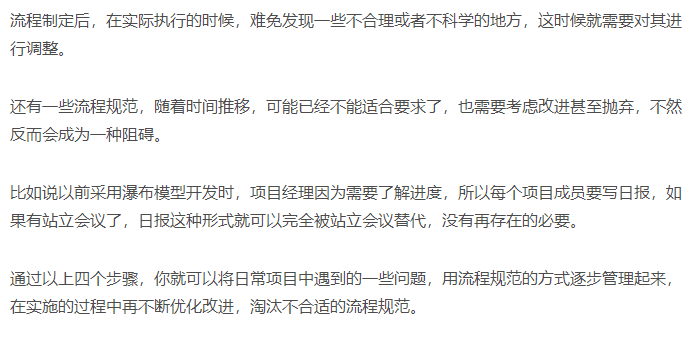 流程制定后，在实际执行的时候，难免发现一些不合理或者不科学的地方，这时候就需要对其进
行调整。
还有一些流程规范，随着时间推移，可能已经不能适合要求了，也需要考虑改进甚至抛弃，不然
反而会成为一种阻碍。
比如说以前采用瀑布模型开发时，项目经理因为需要了解进度，所以每个项目成员要写日报，如
果有站立会议了，日报这种形式就可以完全被站立会议替代，没有再存在的必要。
通过以上四个步骤，你就可以将日常项目中遇到的一些问题，用流程规范的方式逐步管理起来，
在实施的过程中再不断优化改进，淘汰不合适的流程规范。